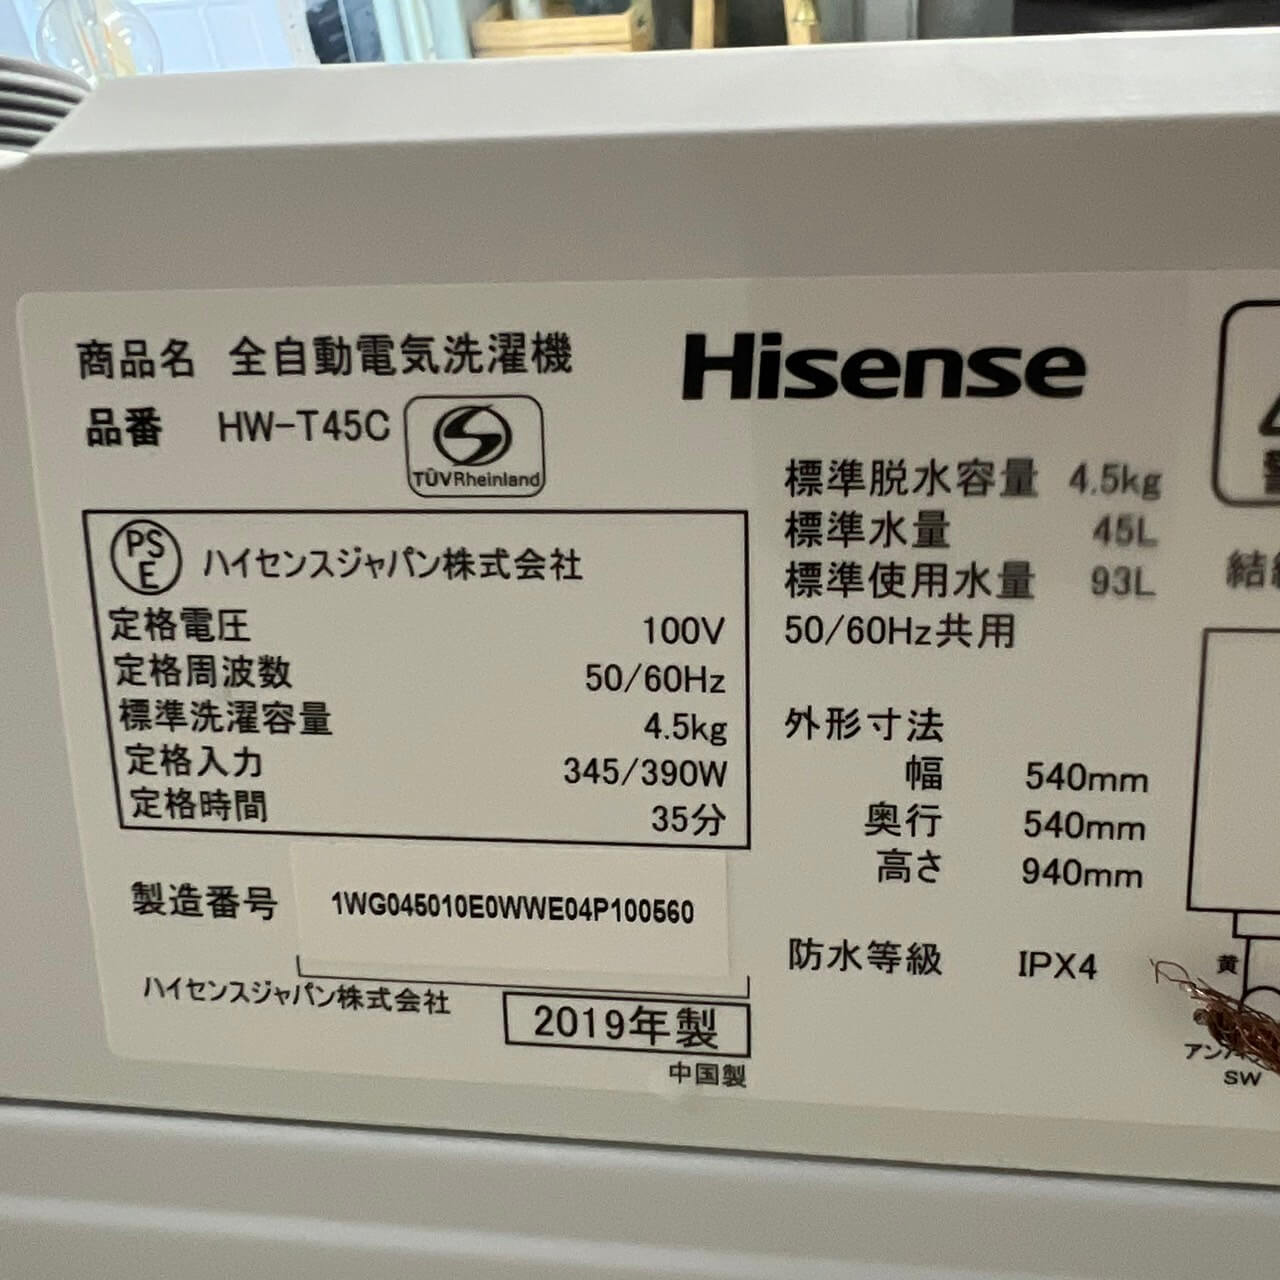 商品名 全自動電気洗濯機
品番 HW-T45C
TÜVRheinland
PS
E
ハイセンスジャパン株式会社
定格電圧 100V
定格周波数 50/60Hz
標準洗濯容量 4.5kg
定格入力 345/390W
定格時間 35分
製造番号 1WG045010E0WWE04P100560
ハイセンスジャパン株式会社
2019年製
中国製
Hisense
標準脱水容量 4.5kg
標準水量 45L
標準使用水量 93L
50/60Hz共用
外形寸法
幅 540mm
奥行 540mm
高さ 940mm
防水等級 IPX4
結
黄
アン
SW